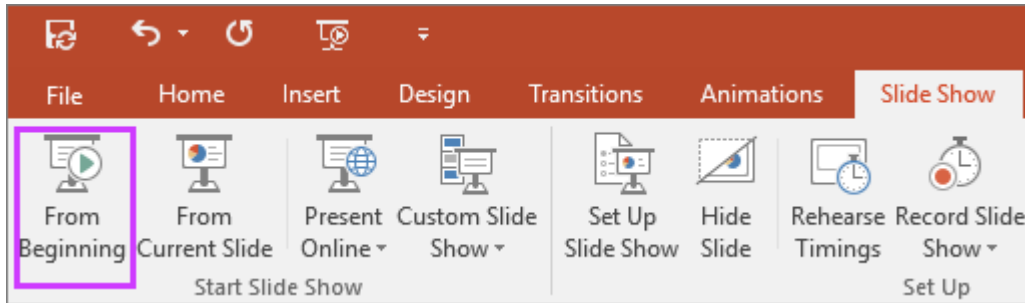 File Home Insert Design Transitions Animations Slide Show
From Beginning
From Current Slide
Present Online
Custom Slide Show
Set Up Slide Show
Hide Slide
Rehearse Timings
Record Slide Show
Start Slide Show
Set Up